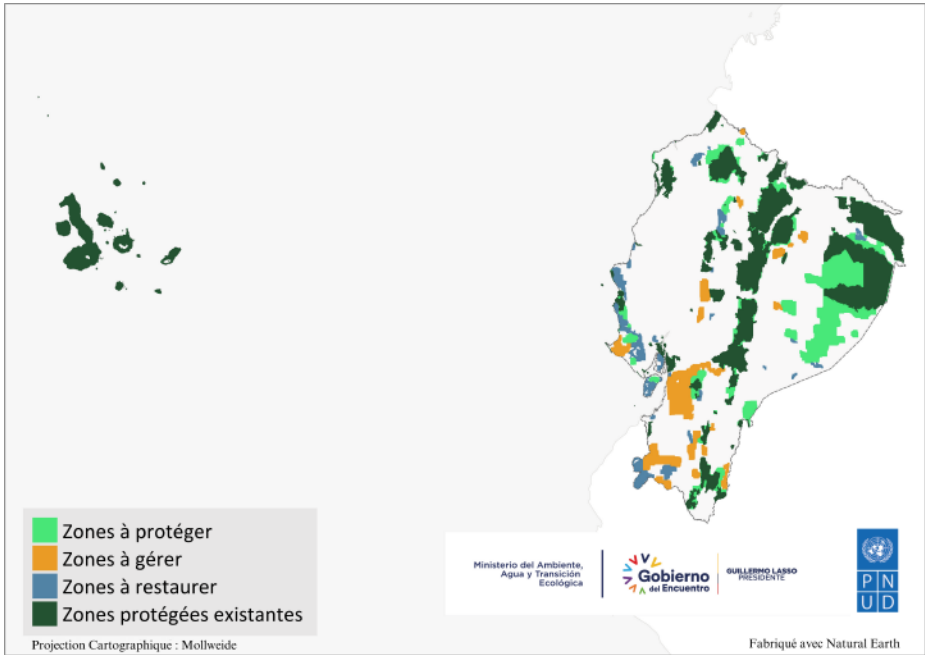 Zones à protéger
Zones à gérer
Zones à restaurer
Zones protégées existantes
Projection Cartographique : Mollweide
Ministerio del Ambiente,
Agua y Transición
Ecológica
Gobierno
del Encuentro
GUILLERMO LASSO
PRESIDENTE
P N
U D
Fabriqué avec Natural Earth